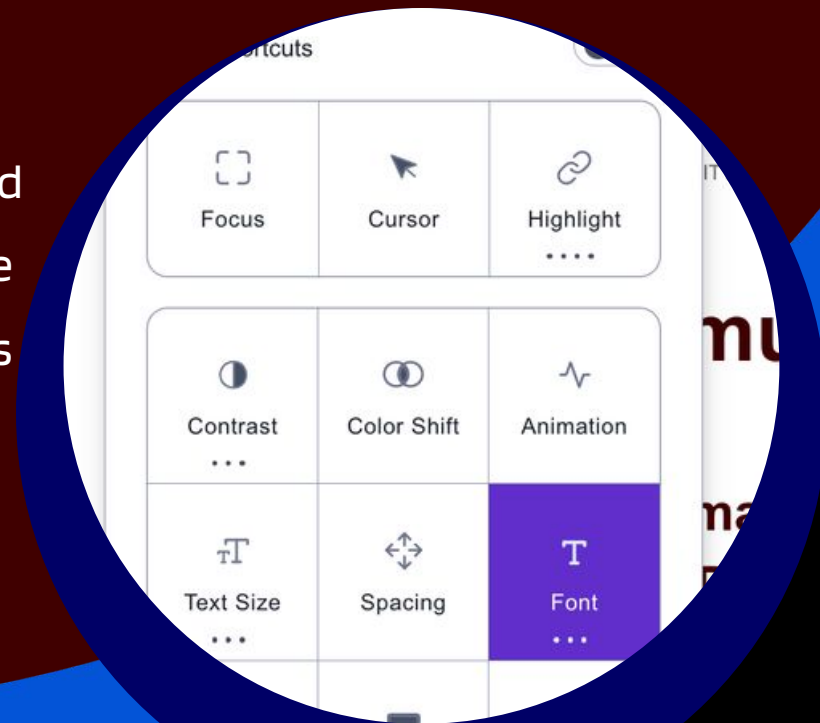 d
e
s
Focus Cursor Highlight
Contrast Color Shift Animation
Text Size Spacing Font